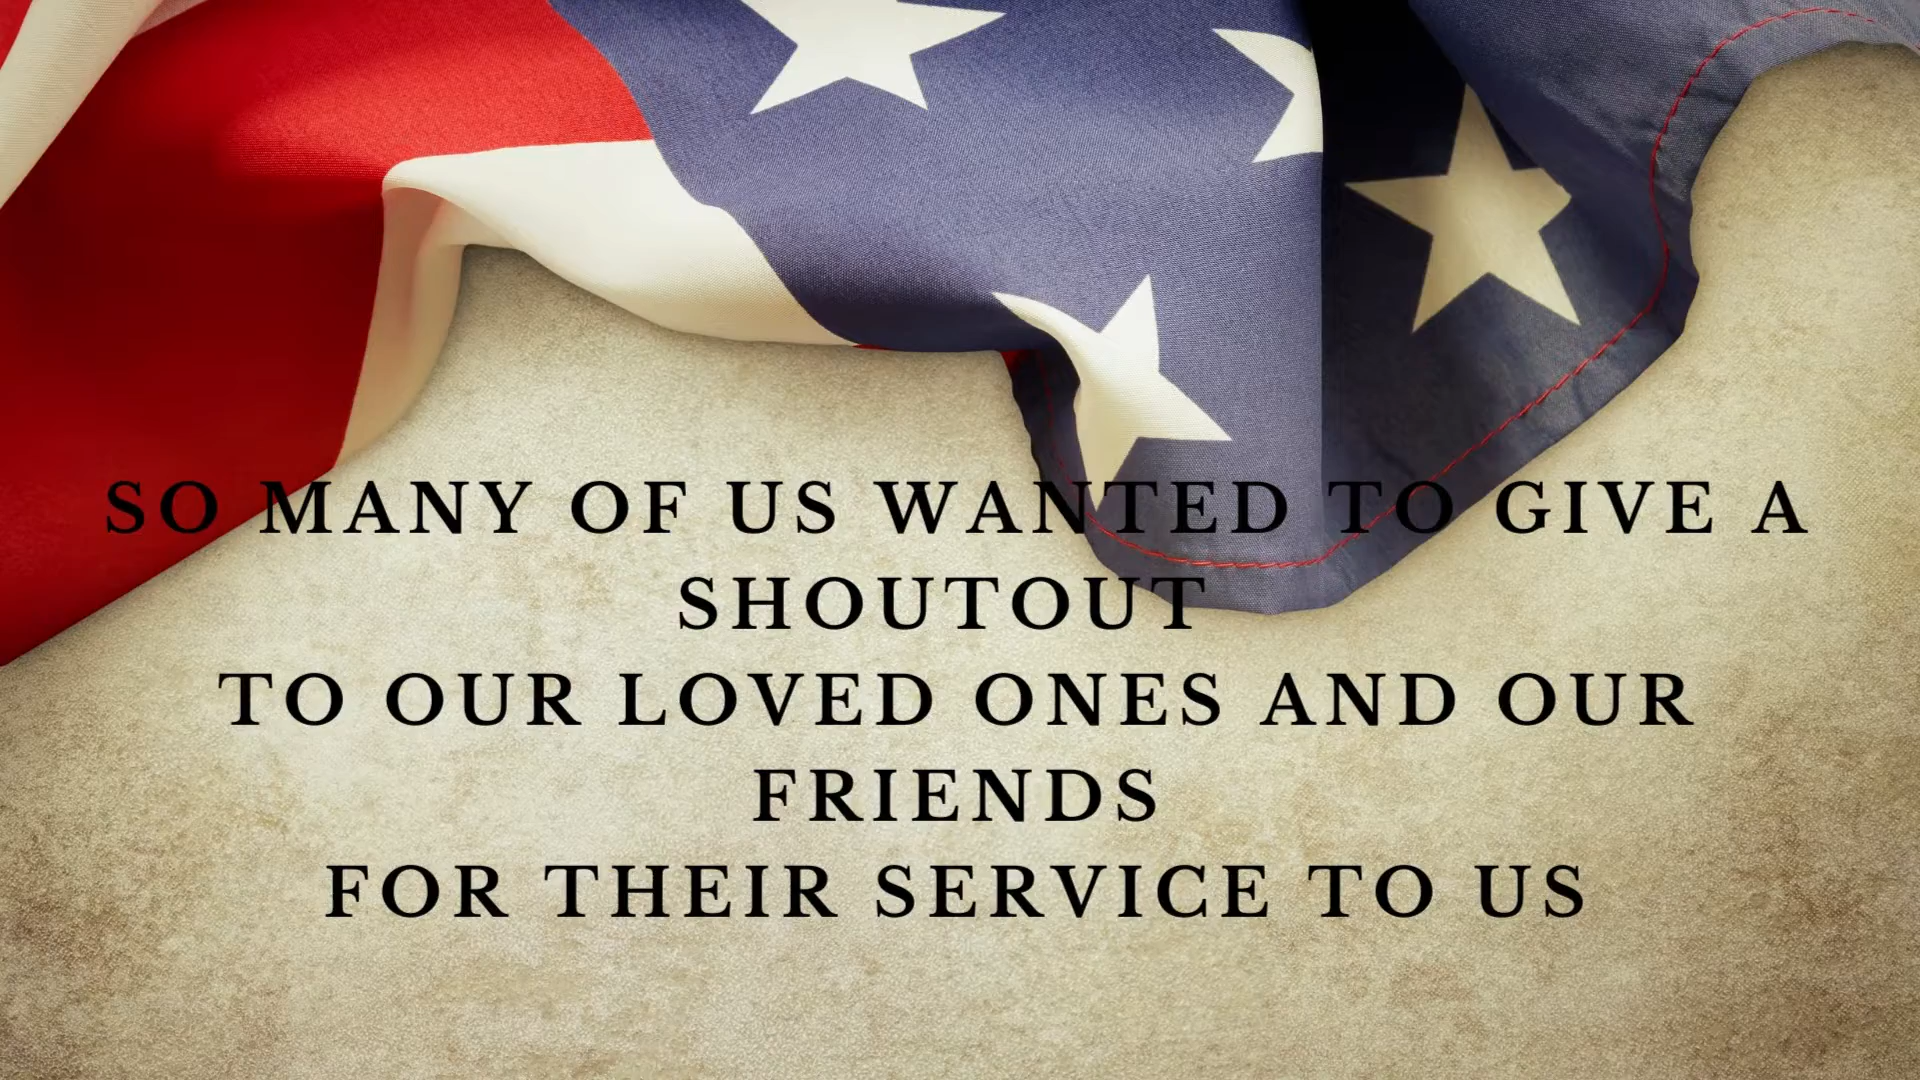 SO MANY OF US WANTED TO GIVE A
SHOUTOUT
TO OUR LOVED ONES AND OUR
FRIENDS
FOR THEIR SERVICE TO US